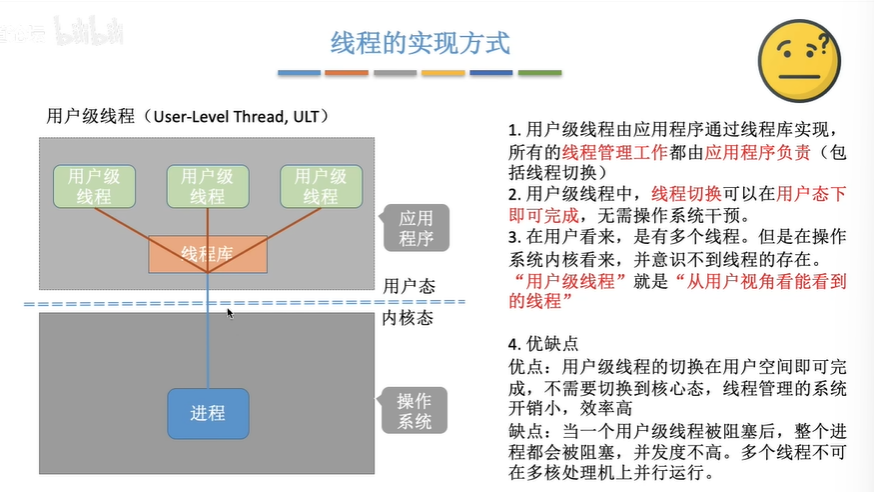 线程的实现方式
用户级线程（User-Level Thread, ULT）
用户级
线程
用户级
线程
用户级
线程
线程库
应用
程序
用户态
内核态
进程
操作
系统
1. 用户级线程由应用程序通过线程库实现，
所有的线程管理工作都由应用程序负责（包
括线程切换）
2. 用户级线程中，线程切换可以在用户态下
即可完成，无需操作系统干预。
3. 在用户看来，是有多个线程。但是在操作
系统内核看来，并意识不到线程的存在。
“用户级线程”就是“从用户视角看能看到
的线程”
4. 优缺点
优点：用户级线程的切换在用户空间即可完
成，不需要切换到核心态，线程管理的系统
开销小，效率高
缺点：当一个用户级线程被阻塞后，整个进
程都会被阻塞，并发度不高。多个线程不可
在多核处理机上并行运行。